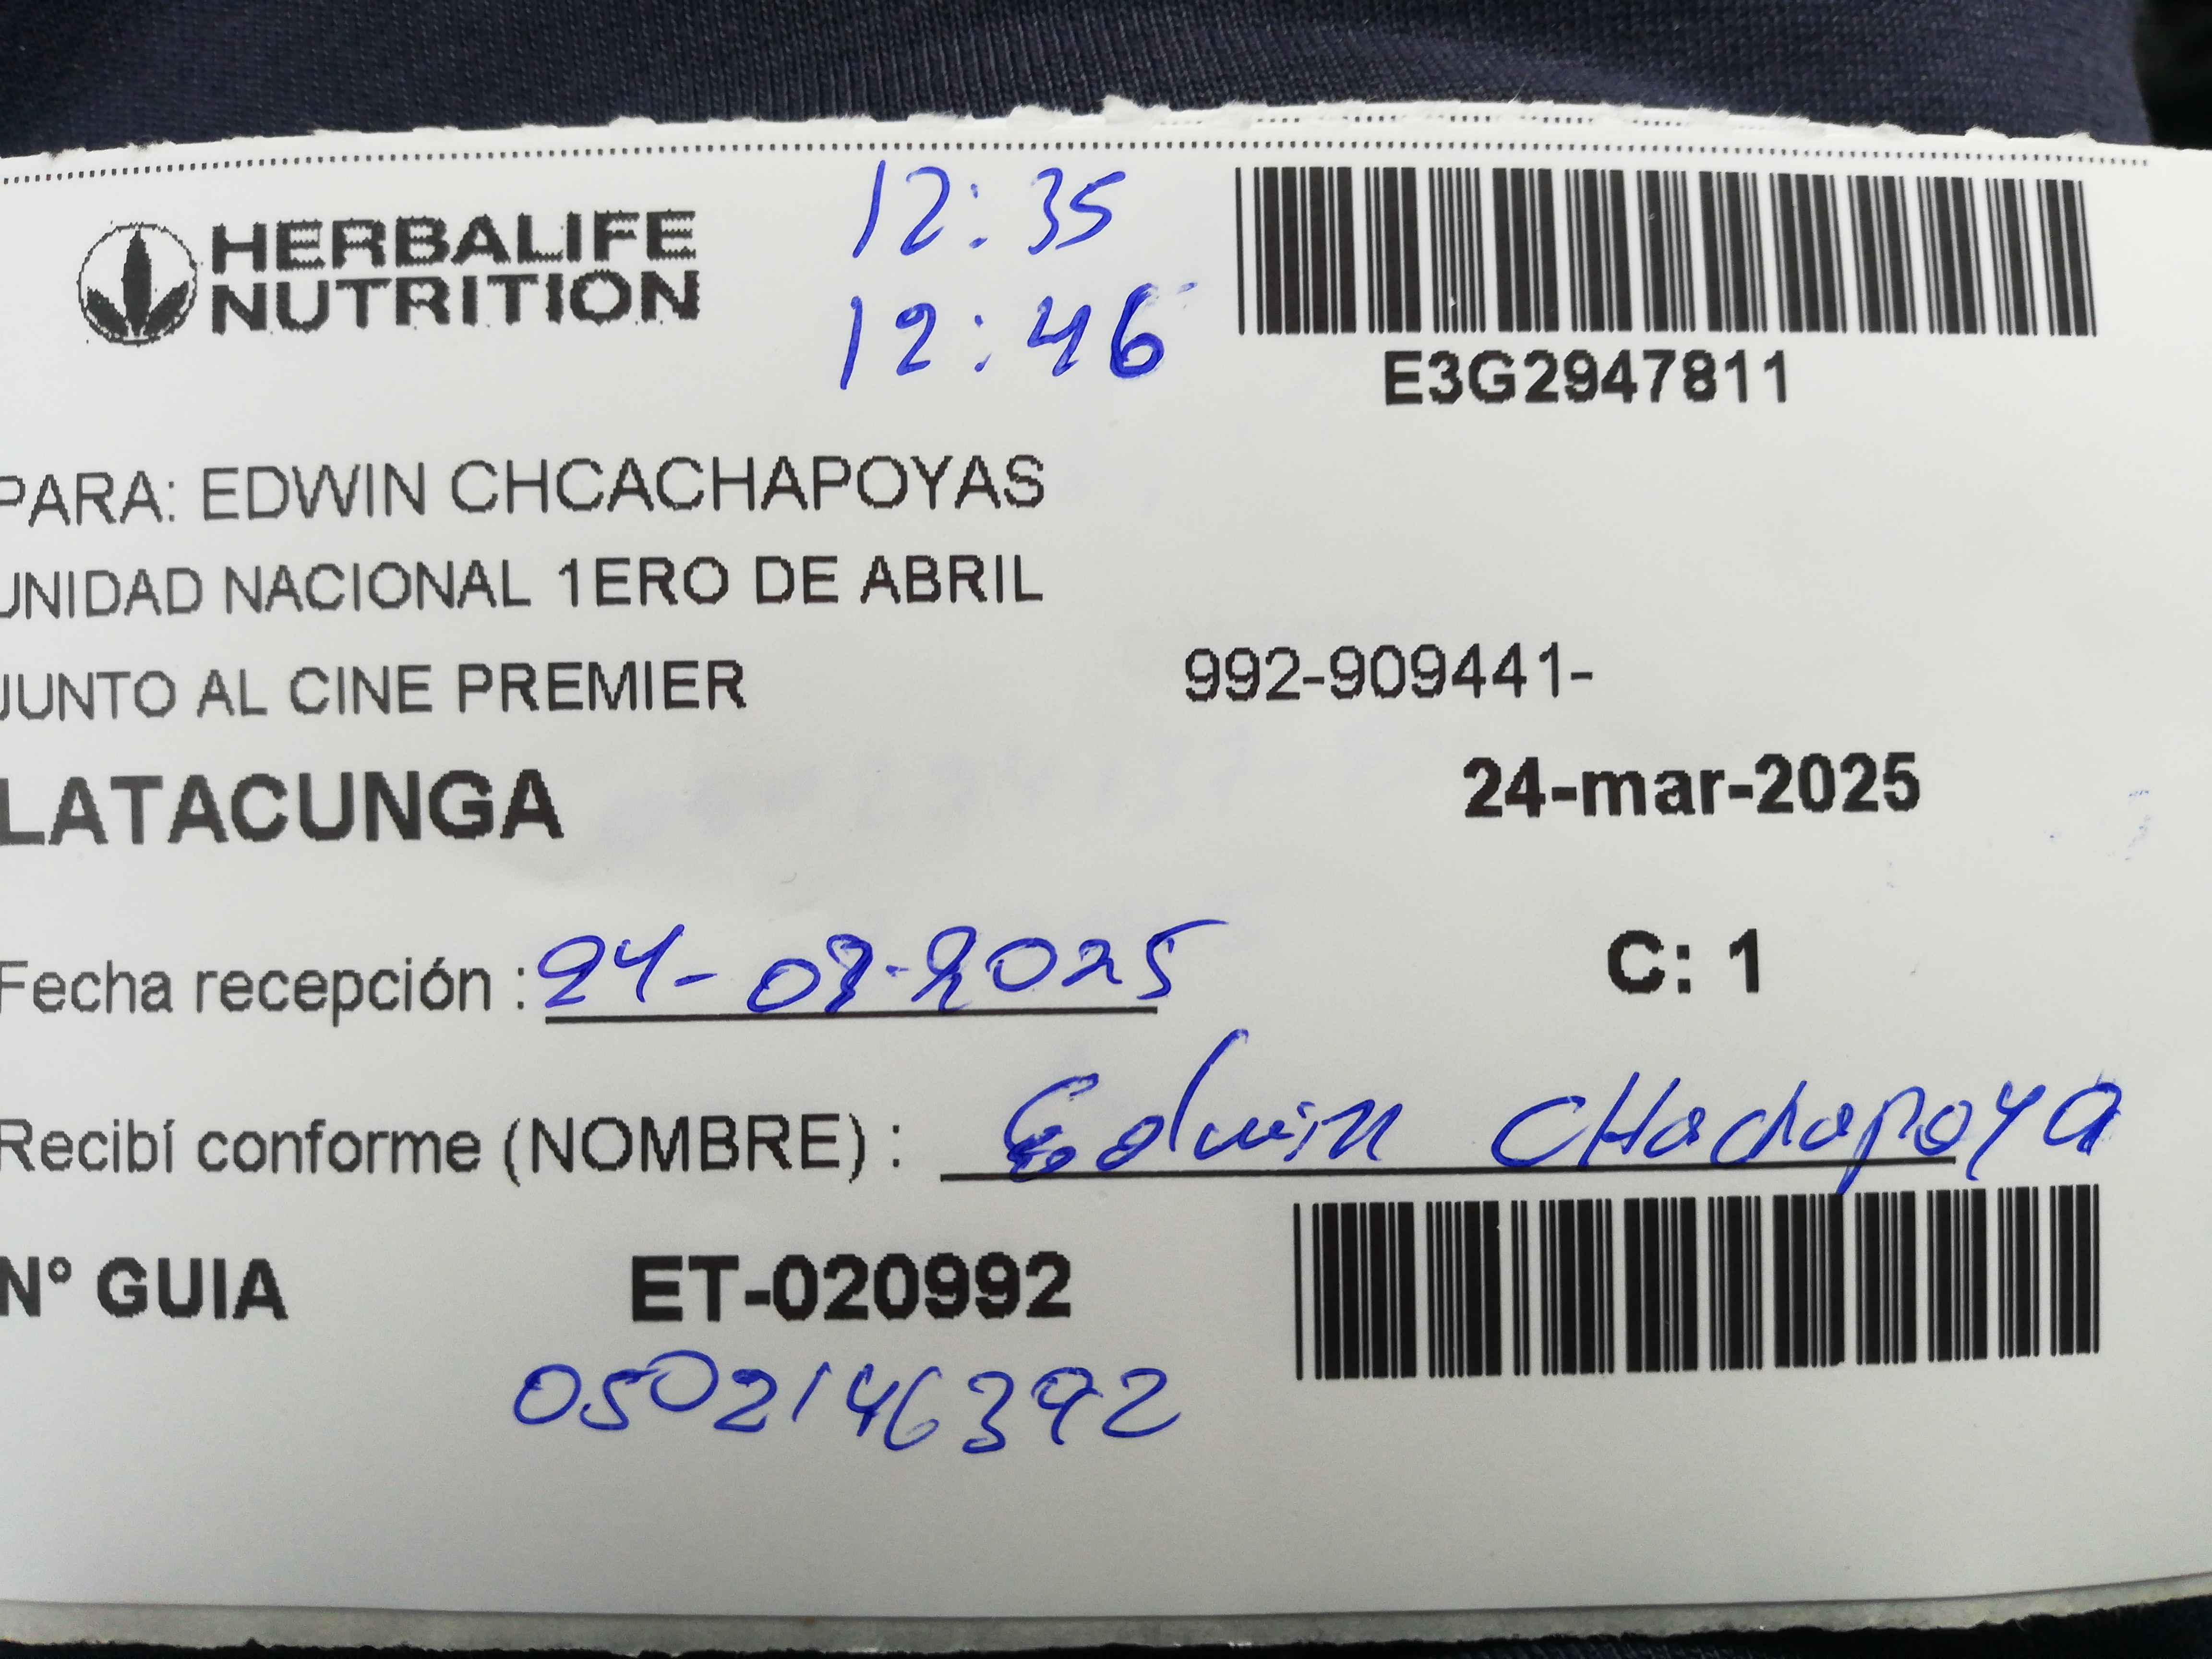 HERBALIFE
NUTRITION
12:35
12:46
E3G2947811
PARA: EDWIN CHCACHAPOYAS
UNIDAD NACIONAL 1ERO DE ABRIL
JUNTO AL CINE PREMIER
992-909441-
LATACUNGA
24-mar-2025
Fecha recepción : 24-03-2025
C: 1
Recibí conforme (NOMBRE) : Edwin CHachapoya
N° GUIA ET-020992
0502146392